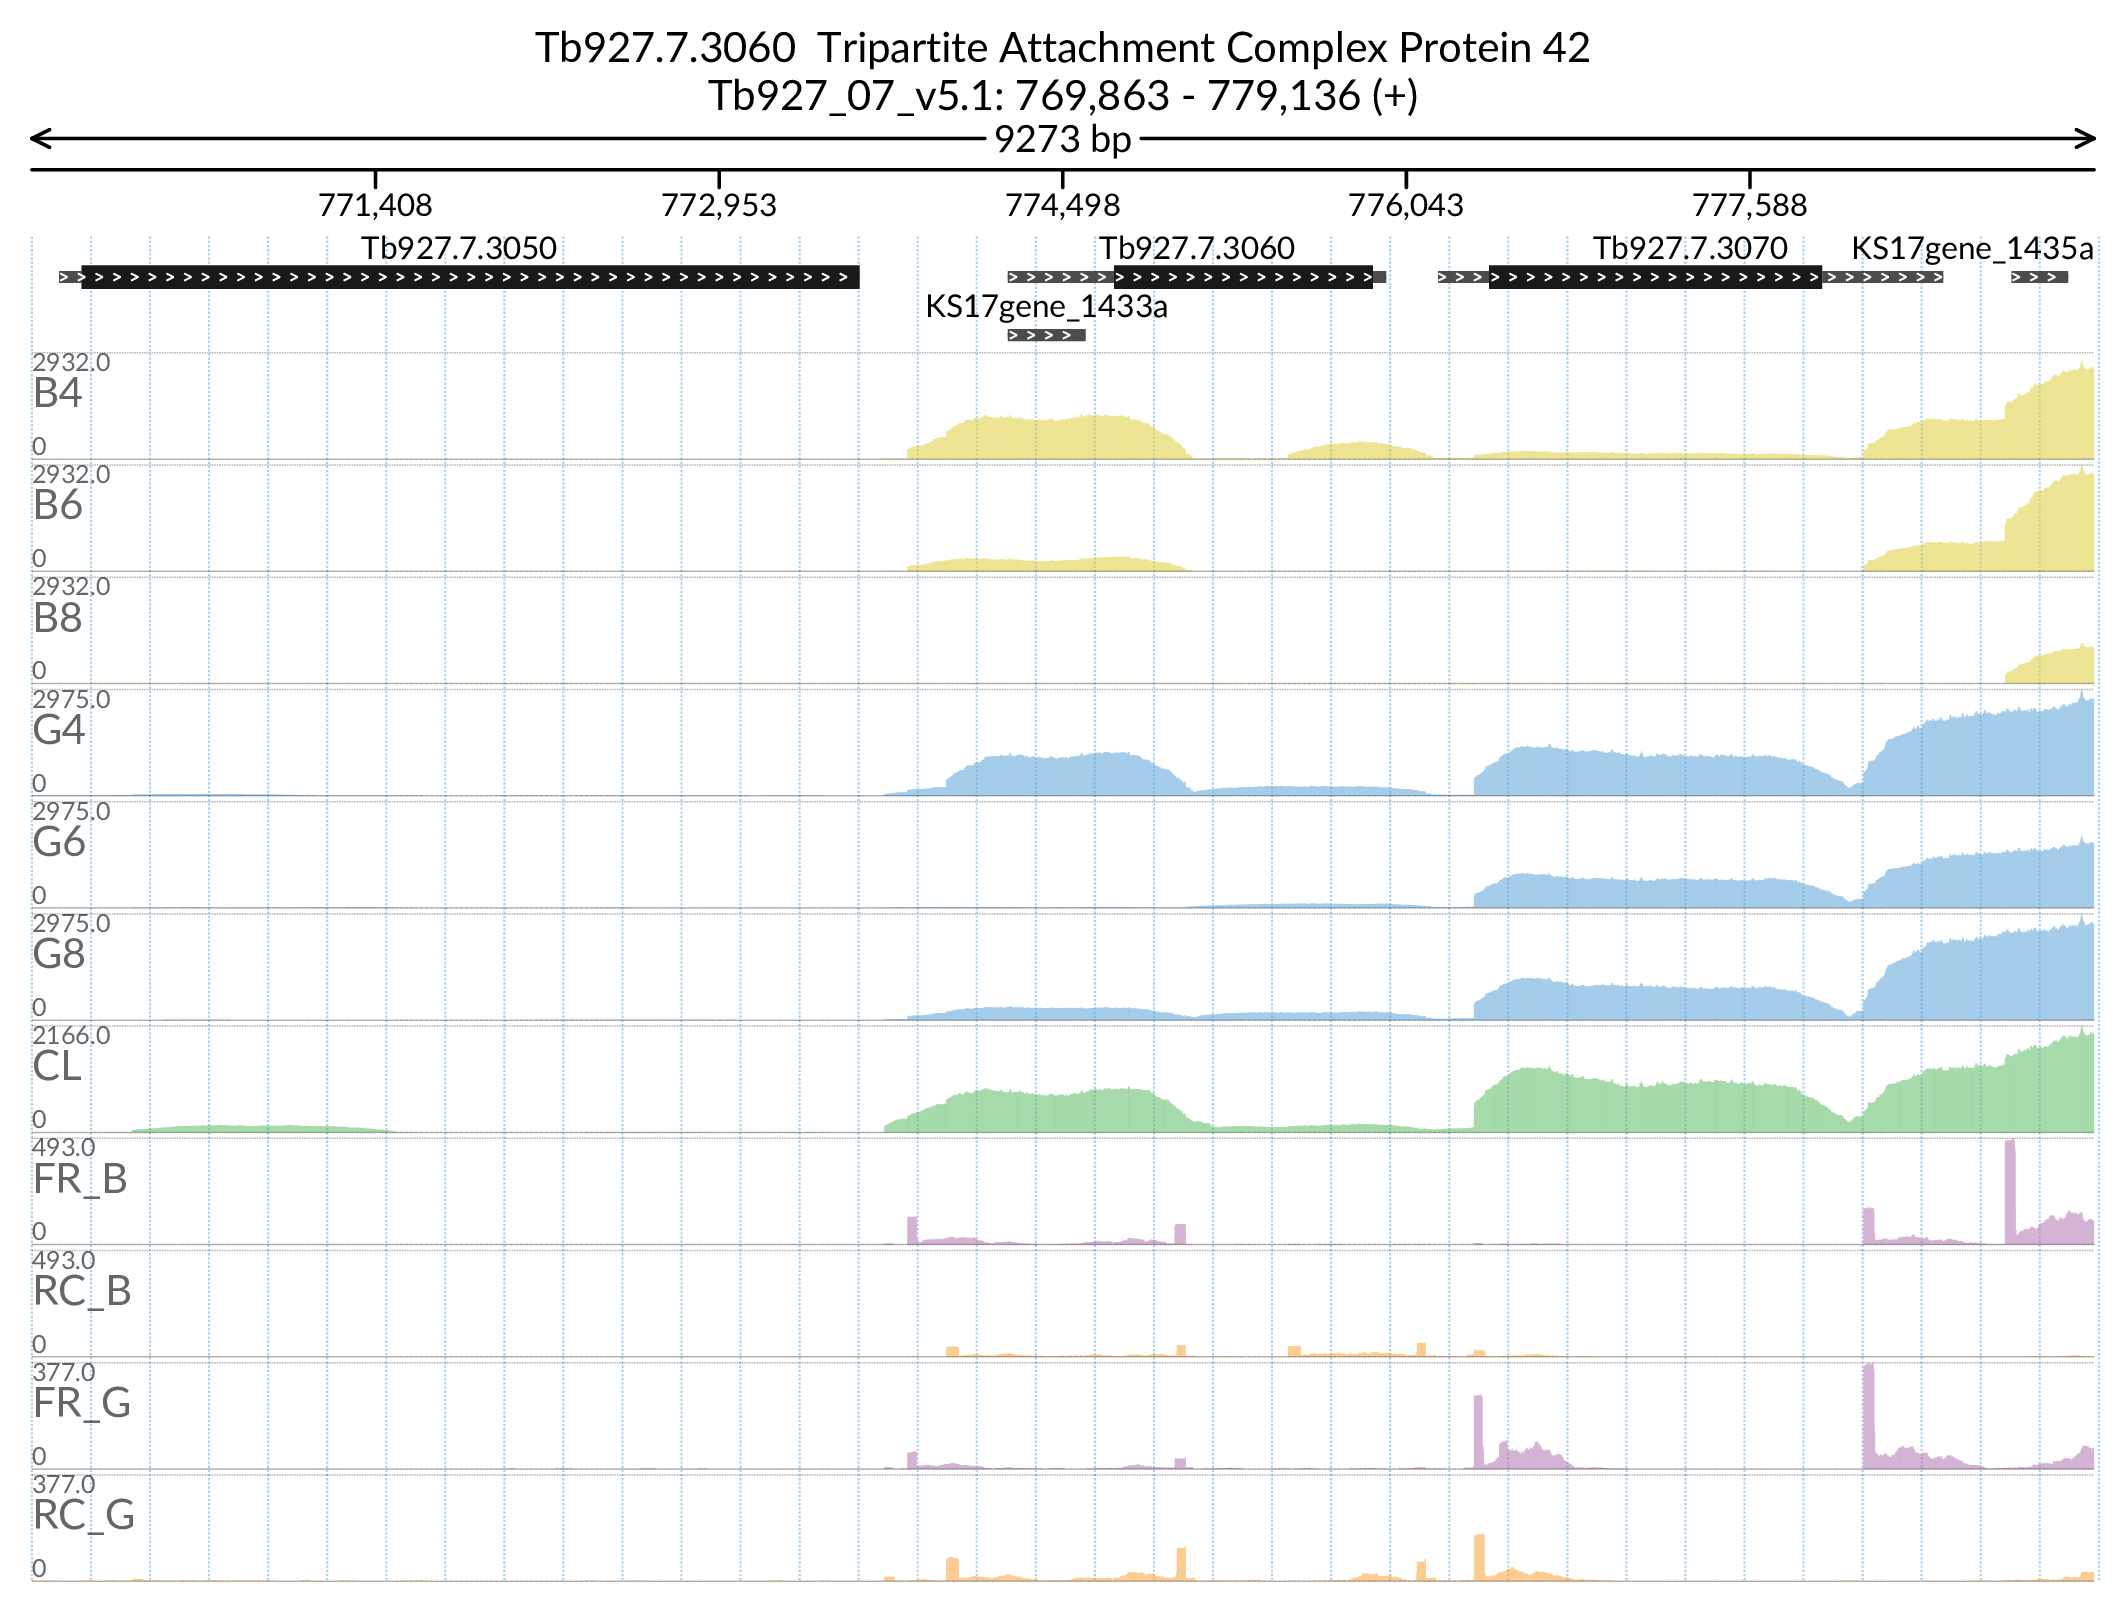 Tb927.7.3060  Tripartite Attachment Complex Protein 42
Tb927_07_v5.1: 769,863 - 779,136 (+)
9273 bp
771,408 772,953 774,498 776,043 777,588
Tb927.7.3050 Tb927.7.3060 Tb927.7.3070 KS17gene_1435a
KS17gene_1433a
2932.0
B4
0
2932.0
B6
0
2932.0
B8
0
2975.0
G4
0
2975.0
G6
0
2975.0
G8
0
2166.0
CL
0
493.0
FR_B
0
493.0
RC_B
0
377.0
FR_G
0
377.0
RC_G
0